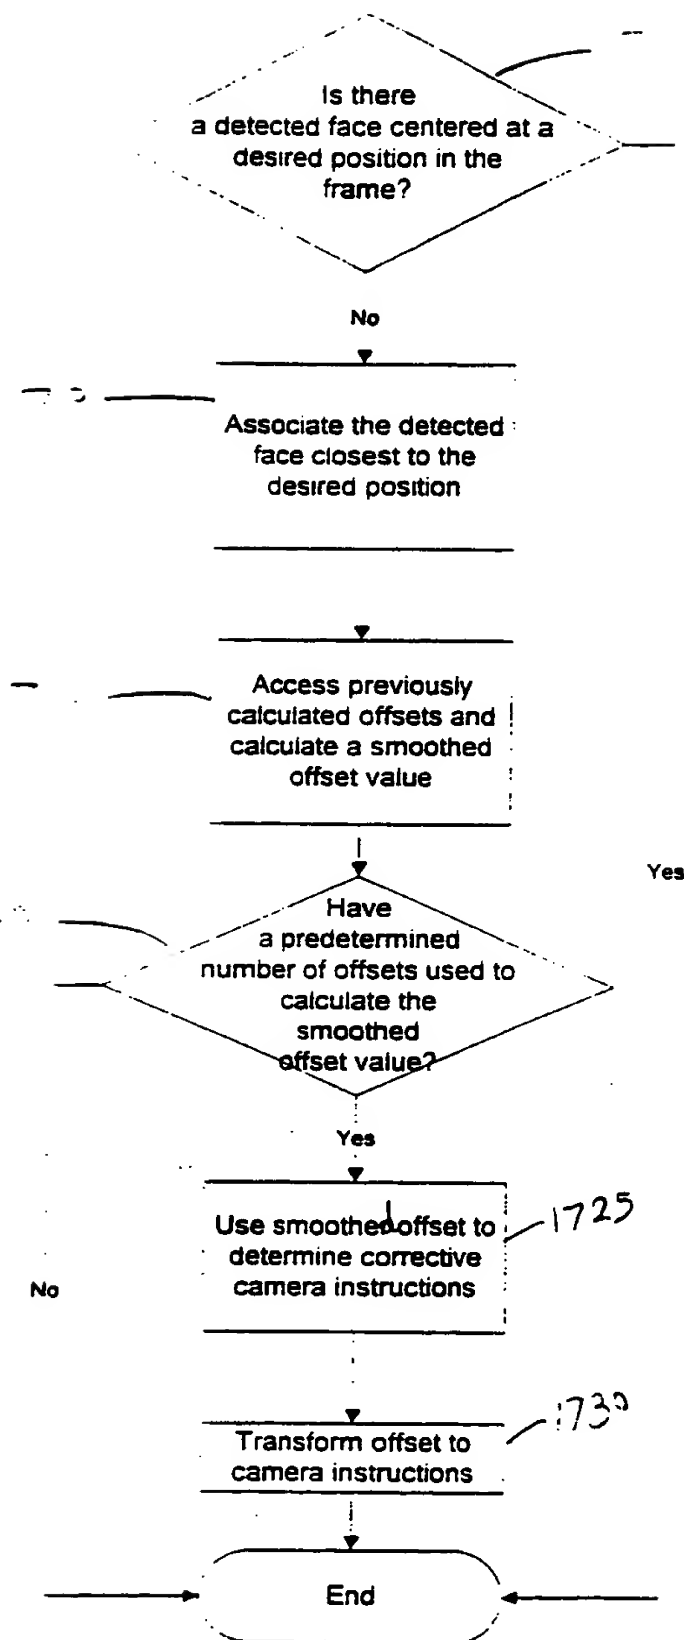 Is there
a detected face centered at a
desired position in the
frame?
No
Associate the detected
face closest to the
desired position
Access previously
calculated offsets and
calculate a smoothed
offset value
Yes
Have
a predetermined
number of offsets used to
calculate the
smoothed
offset value?
Yes
Use smoothed offset to
determine corrective
camera instructions
1725
No
1730
Transform offset to
camera instructions
End